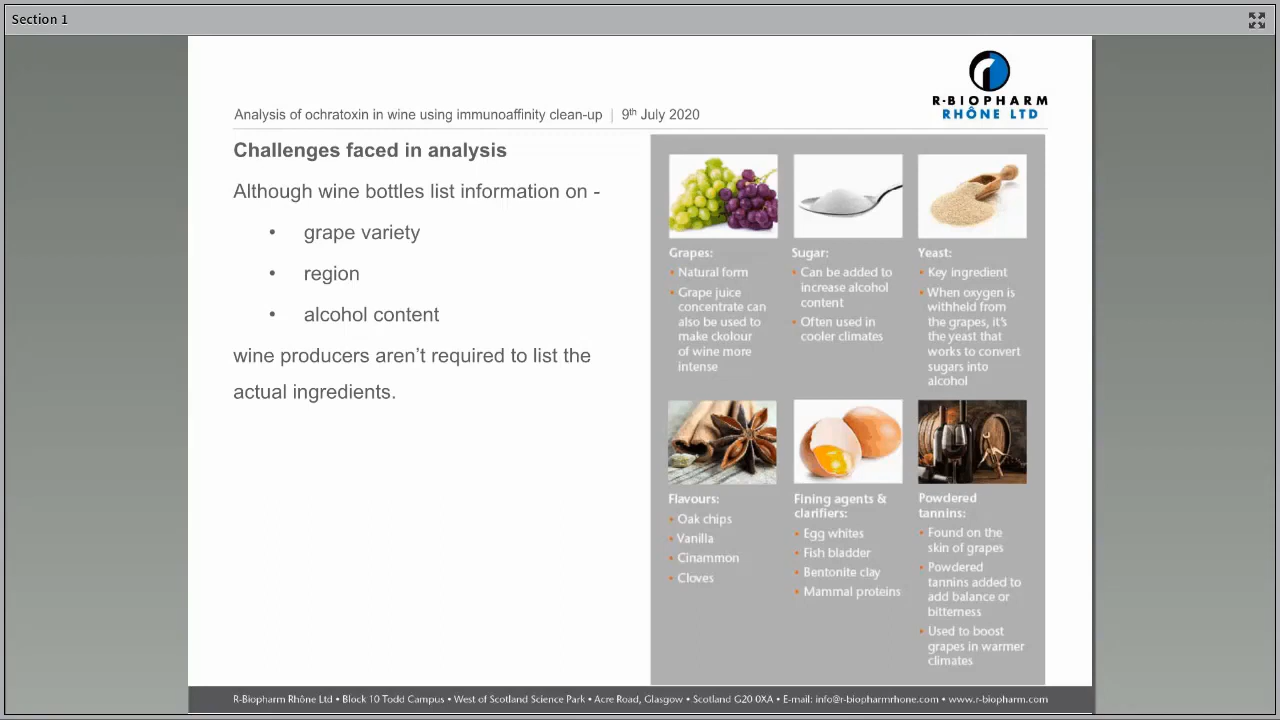 Section 1
R-BIOPHARM
RHÔNE LTD
Analysis of ochratoxin in wine using immunoaffinity clean-up | 9th July 2020
Challenges faced in analysis
Although wine bottles list information on -
• grape variety
• region
• alcohol content
wine producers aren't required to list the
actual ingredients.
Grapes:
• Natural form
• Grape juice
concentrate can
also be used to
make ckolour
of wine more
intense
Sugar:
• Can be added to
increase alcohol
content
• Often used in
cooler climates
Yeast:
• Key ingredient
• When oxygen is
withheld from
the grapes, it's
the yeast that
works to convert
sugars into
alcohol
Flavours:
• Oak chips
• Vanilla
• Cinammon
• Cloves
Fining agents &
clarifiers:
• Egg whites
• Fish bladder
• Bentonite clay
• Mammal proteins
Powdered
tannins:
• Found on the
skin of grapes
• Powdered
tannins added to
add balance or
bitterness
• Used to boost
grapes in warmer
climates
R-Biopharm Rhône Ltd • Block 10 Todd Campus • West of Scotland Science Park • Acre Road, Glasgow • Scotland G20 0XA • E-mail: info@r-biopharmrhone.com • www.r-biopharm.com